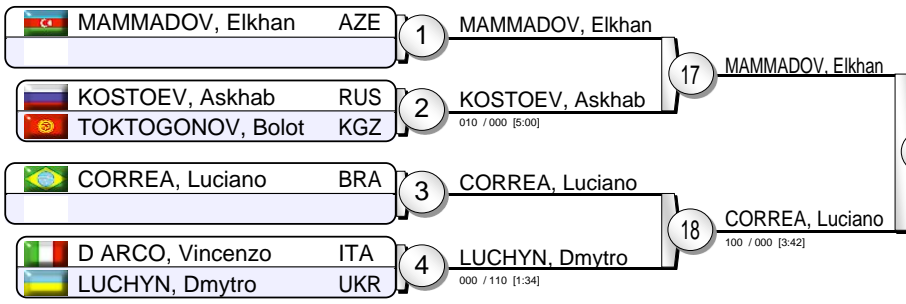 MAMMADOV, Elkhan AZE
1
MAMMADOV, Elkhan
17
MAMMADOV, Elkhan
KOSTOEV, Askhab RUS
TOKTOGONOV, Bolot KGZ
2
KOSTOEV, Askhab
010 / 000 [5:00]
CORREA, Luciano BRA
3
CORREA, Luciano
18
CORREA, Luciano
100 / 000 [3:42]
D ARCO, Vincenzo ITA
LUCHYN, Dmytro UKR
4
LUCHYN, Dmytro
000 / 110 [1:34]